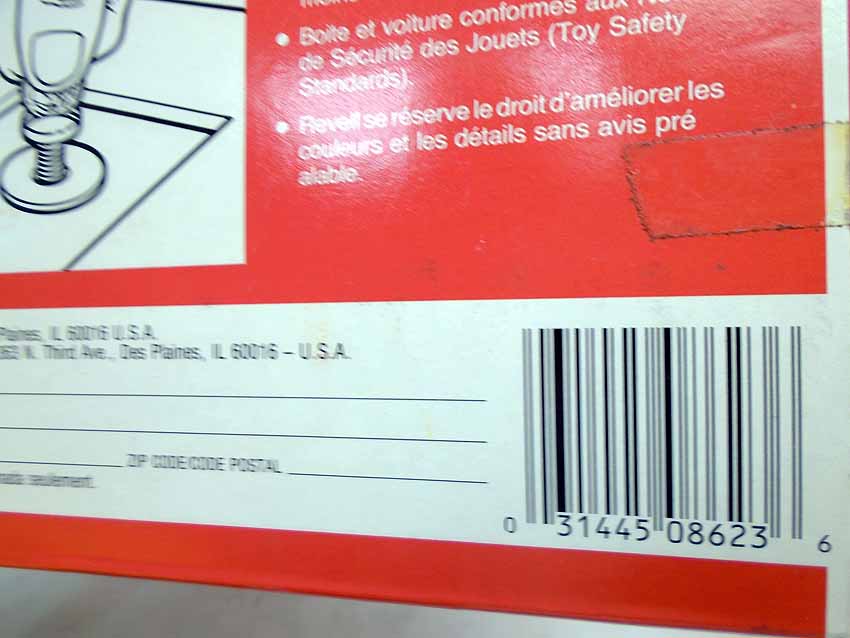 • Boîte et voiture conformes aux
de Sécurité des Jouets (Toy Safety
Standards).
• Revell se réserve le droit d'améliorer les
couleurs et les détails sans avis pré
alable.
Plaines, IL 60016 U.S.A.
363 N. Third Ave., Des Plaines, IL 60016 – U.S.A.
ZIP CODE/CODE POSTAL
seulement.
0 31445 08623 6